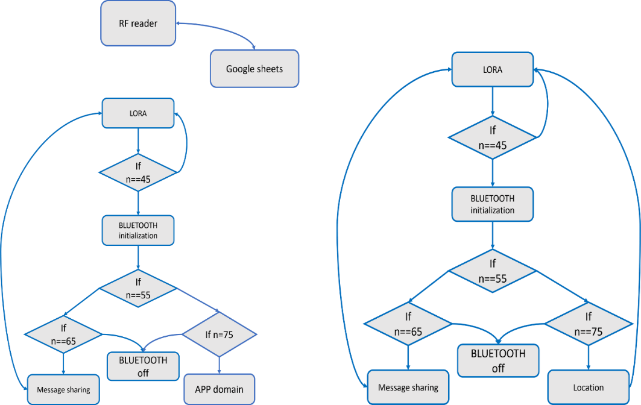 RF reader
Google sheets
LORA
If
n==45
BLUETOOTH
initialization
If
n==55
If
n==65
If n=75
BLUETOOTH
off
Message sharing
APP domain
LORA
If
n==45
BLUETOOTH
initialization
If
n==55
If
n==65
If
n==75
BLUETOOTH
off
Message sharing
Location